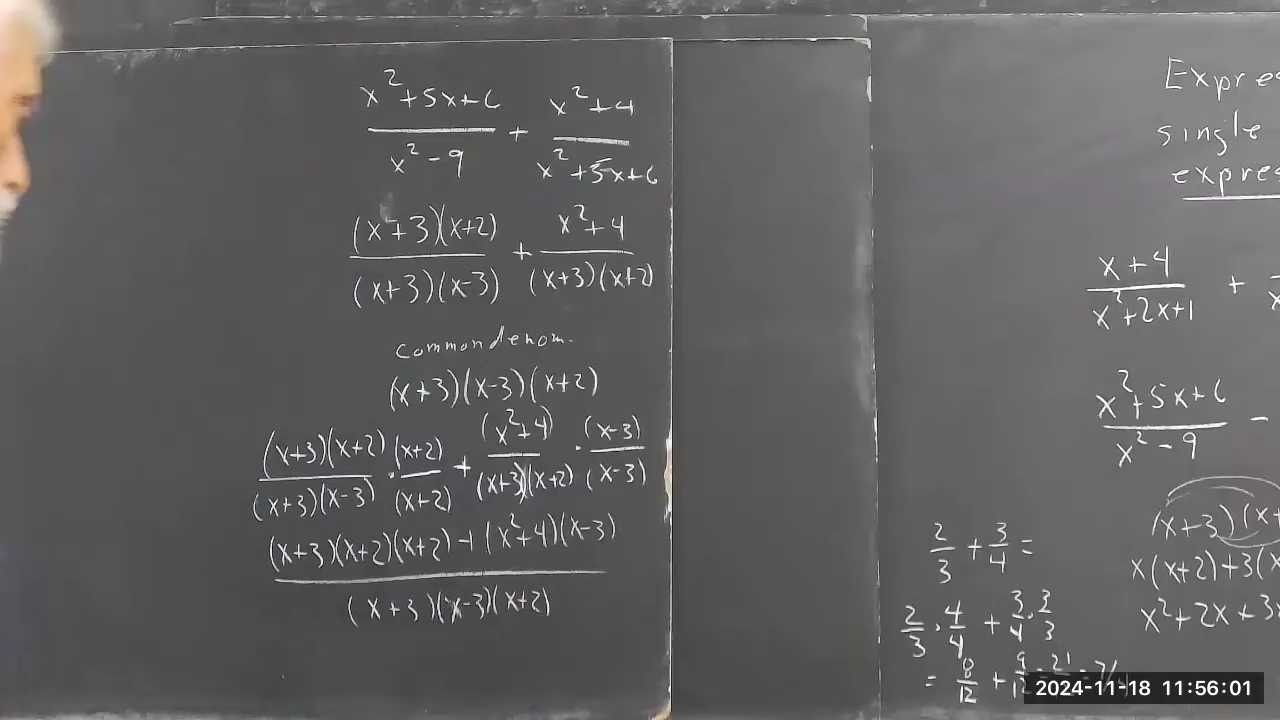 x²+5x+6 / x²-9 + x²+4 / x²+5x+6
(x+3)(x+2) / (x+3)(x-3) + x²+4 / (x+3)(x+2)
common denom.
(x+3)(x-3)(x+2)
(x+3)(x+2) / (x+3)(x-3) · (x+2) / (x+2) + (x²+4) / (x+3)(x+2) · (x-3) / (x-3)
(x+3)(x+2)(x+2) + (x²+4)(x-3) / (x+3)(x-3)(x+2)
Expre
single
expres
x+4 / x²+2x+1 +
x²+5x+6 / x²-9 -
(x+3)(x+
x(x+2)+3(x
x²+2x+3
2/3 + 3/4 =
2/3 · 4/4 + 3/4 · 3/3
= 8/12 + 9/12
2024-11-18 11:56:01